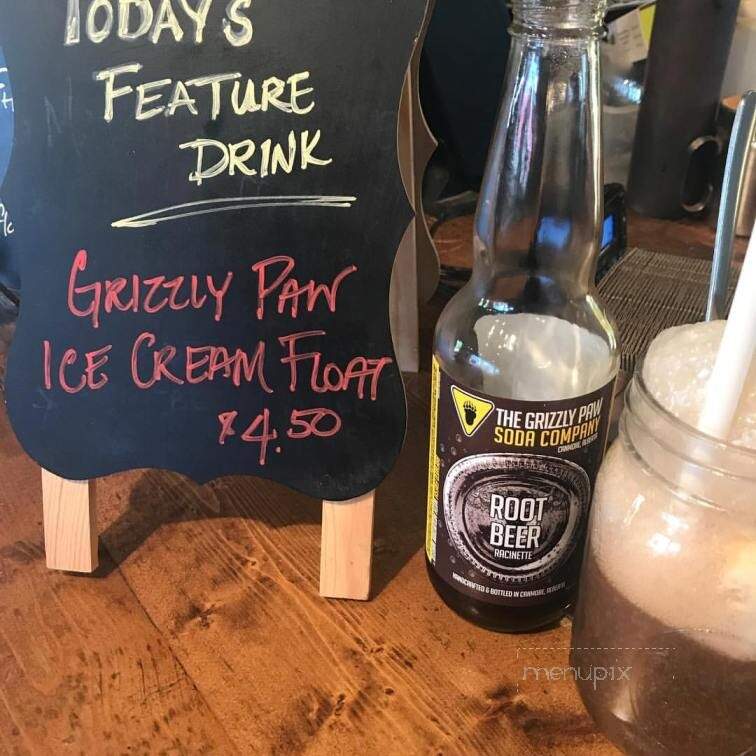 TODAY'S
FEATURE
DRINK
GRIZZLY PAW
ICE CREAM FLOAT
$4.50
THE GRIZZLY PAW
SODA COMPANY
CANMORE, ALBERTA
ROOT
BEER
RACINETTE
HANDCRAFTED & BOTTLED IN CANMORE, ALBERTA
menupix